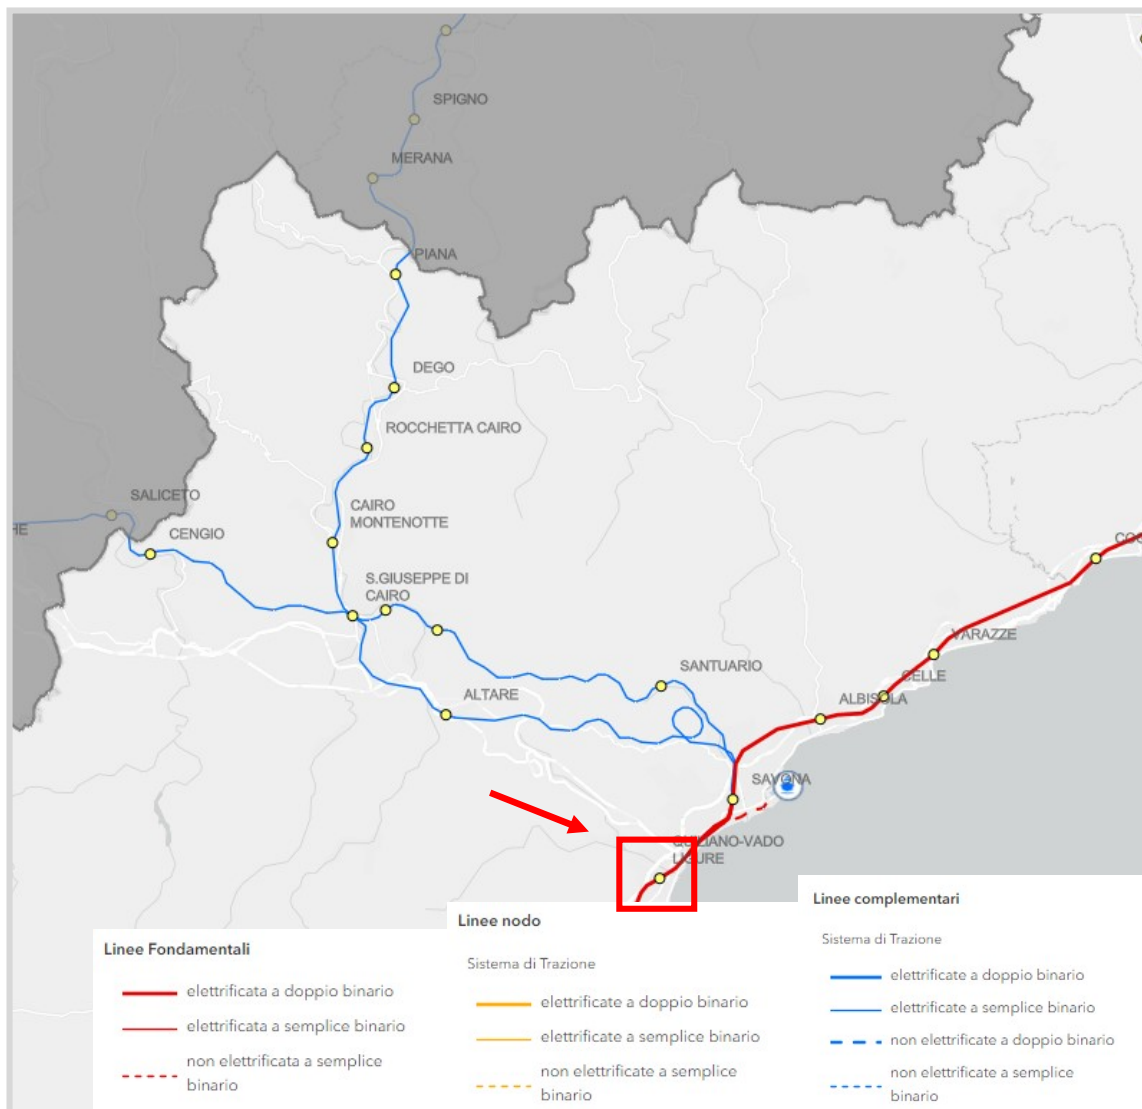 SPIGNO
MERANA
PIANA
DEGO
ROCCHETTA CAIRO
SALICETO
HE
CENGIO
CAIRO
MONTENOTTE
S.GIUSEPPE DI
CAIRO
COG
VARAZZE
SANTUARIO
CELLE
ALTARE
ALBISOLA
SAVONA
QUILIANO-VADO
LIGURE
Linee Fondamentali
elettrificata a doppio binario
elettrificata a semplice binario
non elettrificata a semplice
binario
Linee nodo
Sistema di Trazione
elettrificate a doppio binario
elettrificate a semplice binario
non elettrificate a semplice
binario
Linee complementari
Sistema di Trazione
elettrificate a doppio binario
elettrificate a semplice binario
non elettrificate a doppio binario
non elettrificate a semplice
binario